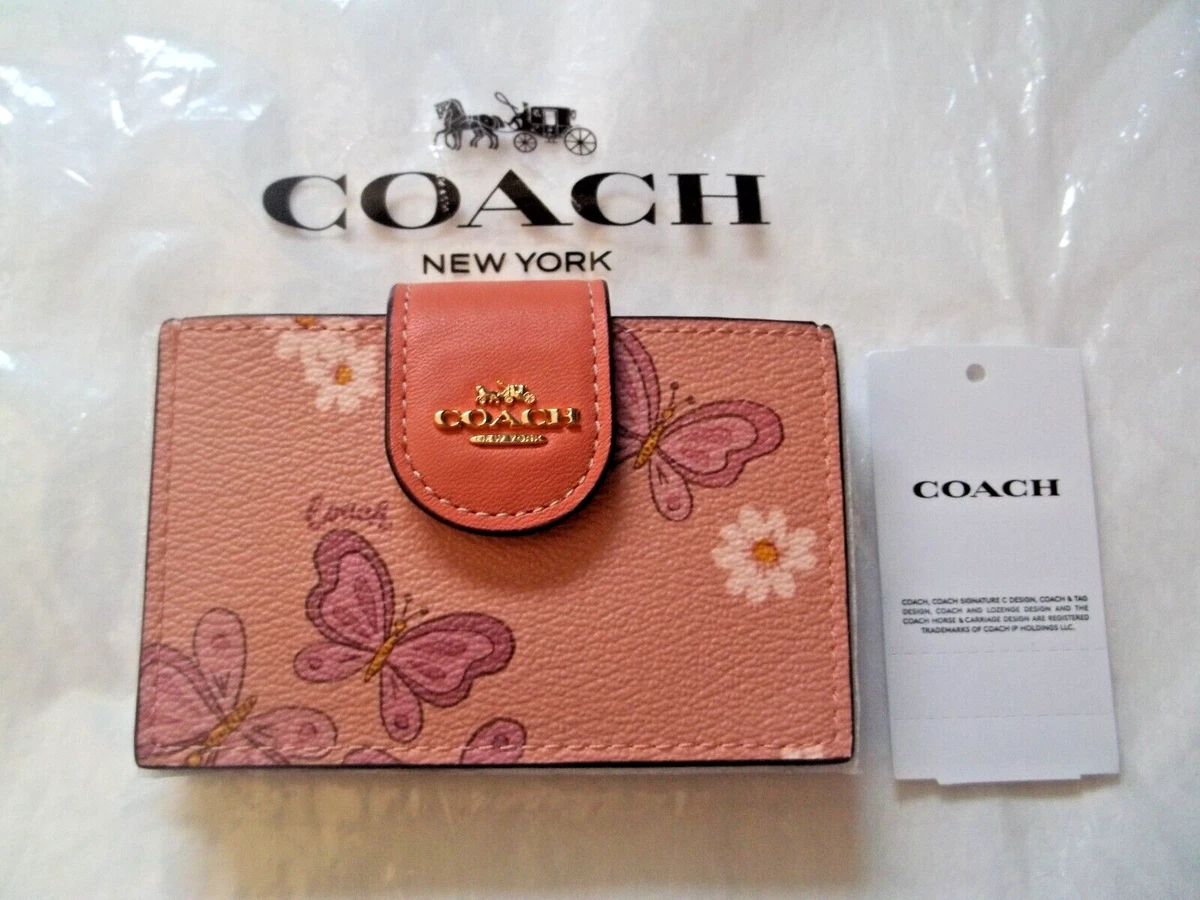 COACH
NEW YORK
COACH
NEW YORK
Coach
COACH
COACH, COACH SIGNATURE C DESIGN, COACH & TAG
DESIGN, COACH AND LOZENGE DESIGN AND THE
COACH HORSE & CARRIAGE DESIGN ARE REGISTERED
TRADEMARKS OF COACH IP HOLDINGS LLC.